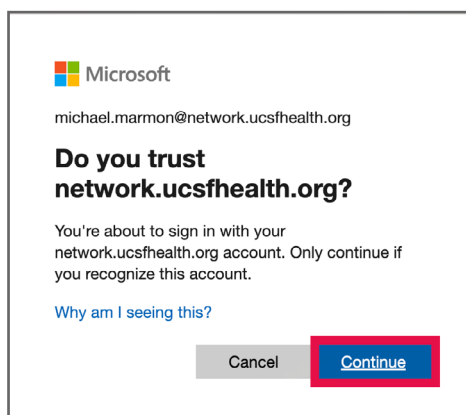 Microsoft
michael.marmon@network.ucsfhealth.org
Do you trust
network.ucsfhealth.org?
You're about to sign in with your
network.ucsfhealth.org account. Only continue if
you recognize this account.
Why am I seeing this?
Cancel Continue